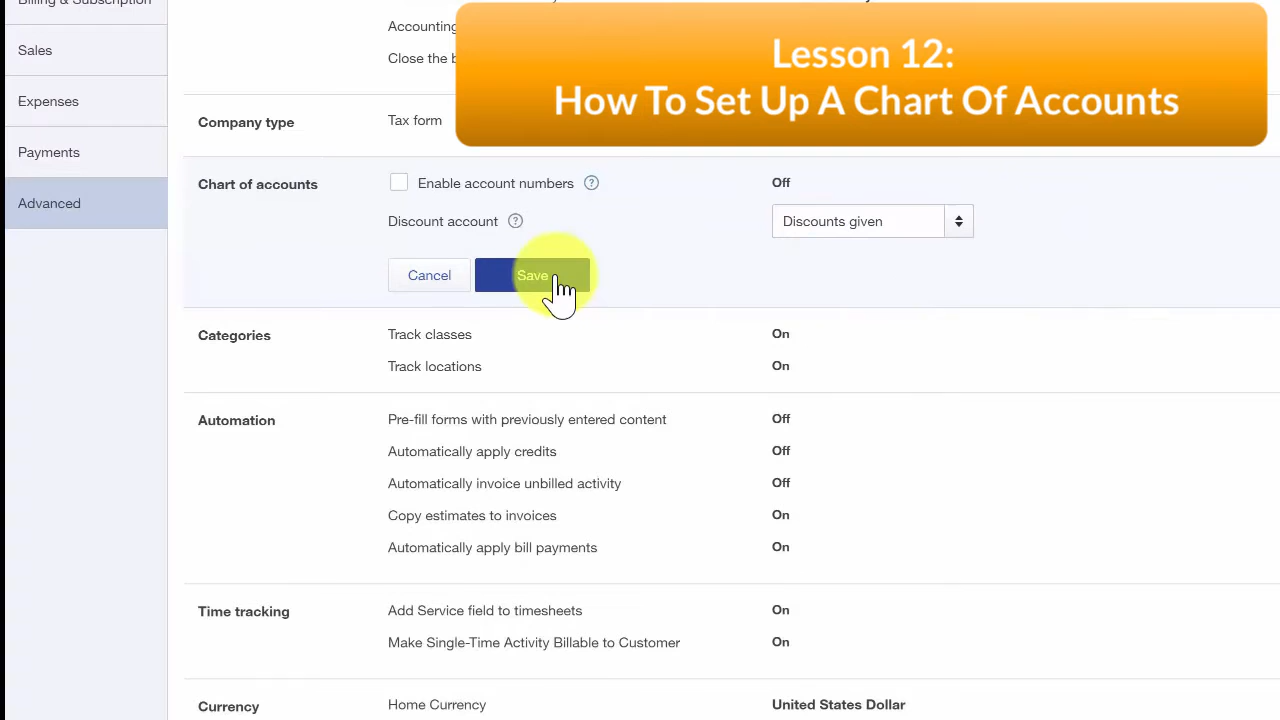 Billing & Subscription
Sales
Expenses
Payments
Advanced
Lesson 12:
How To Set Up A Chart Of Accounts
Accounting
Close the b
Company type
Tax form
Chart of accounts
Enable account numbers ?
Off
Discount account ?
Discounts given
Cancel
Save
Categories
Track classes
On
Track locations
On
Automation
Pre-fill forms with previously entered content
Off
Automatically apply credits
Off
Automatically invoice unbilled activity
Off
Copy estimates to invoices
On
Automatically apply bill payments
On
Time tracking
Add Service field to timesheets
On
Make Single-Time Activity Billable to Customer
On
Currency
Home Currency
United States Dollar